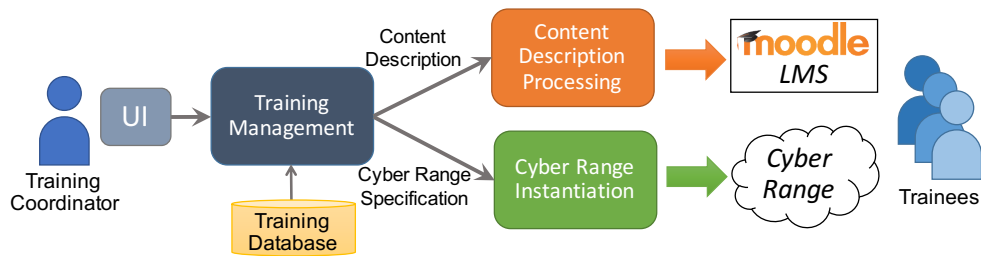 Training
Coordinator
UI
Training
Management
Training
Database
Content
Description
Cyber Range
Specification
Content
Description
Processing
Cyber Range
Instantiation
moodle
LMS
Cyber
Range
Trainees